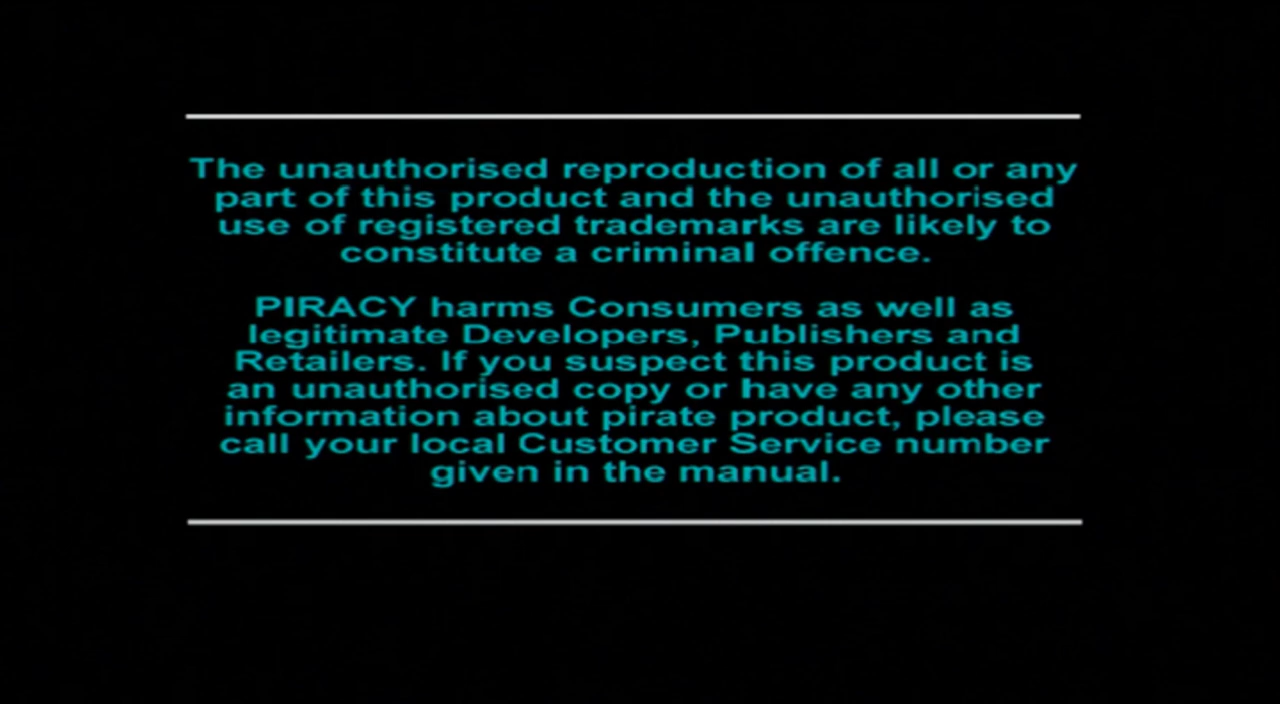 The unauthorised reproduction of all or any
part of this product and the unauthorised
use of registered trademarks are likely to
constitute a criminal offence.
PIRACY harms Consumers as well as
legitimate Developers, Publishers and
Retailers. If you suspect this product is
an unauthorised copy or have any other
information about pirate product, please
call your local Customer Service number
given in the manual.